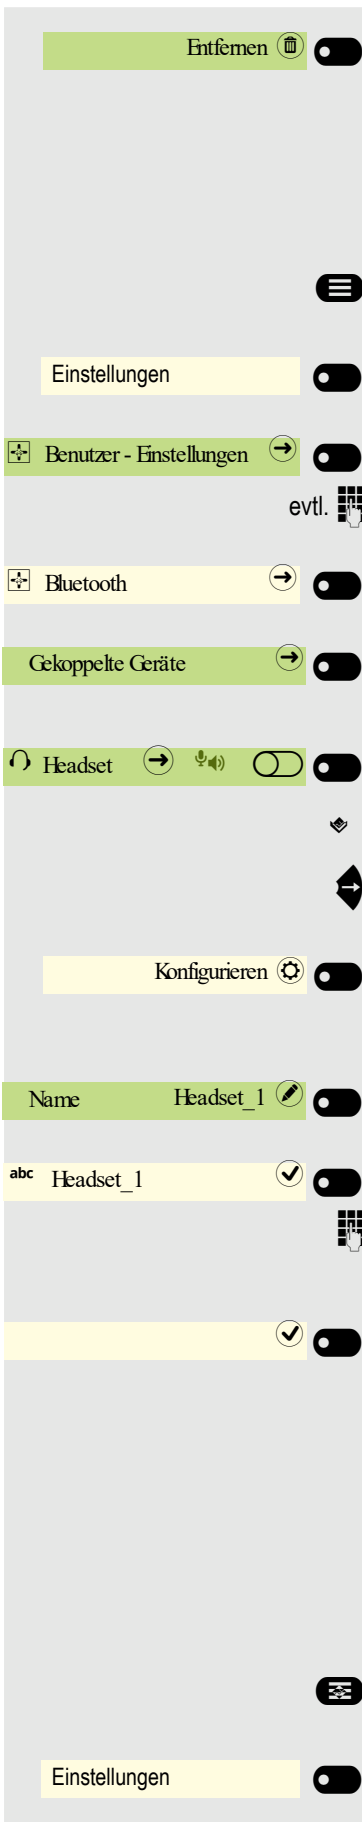 Entfernen
Einstellungen
Benutzer - Einstellungen
evtl.
Bluetooth
Gekoppelte Geräte
Headset
Konfigurieren
Name Headset_1
abc Headset_1
Einstellungen